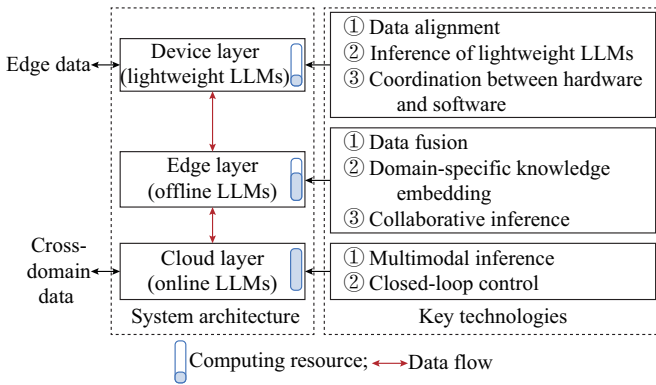 Edge data
Device layer
(lightweight LLMs)
① Data alignment
② Inference of lightweight LLMs
③ Coordination between hardware
and software
Edge layer
(offline LLMs)
① Data fusion
② Domain-specific knowledge
embedding
③ Collaborative inference
Cross-
domain
data
Cloud layer
(online LLMs)
① Multimodal inference
② Closed-loop control
System architecture
Key technologies
Computing resource;
Data flow